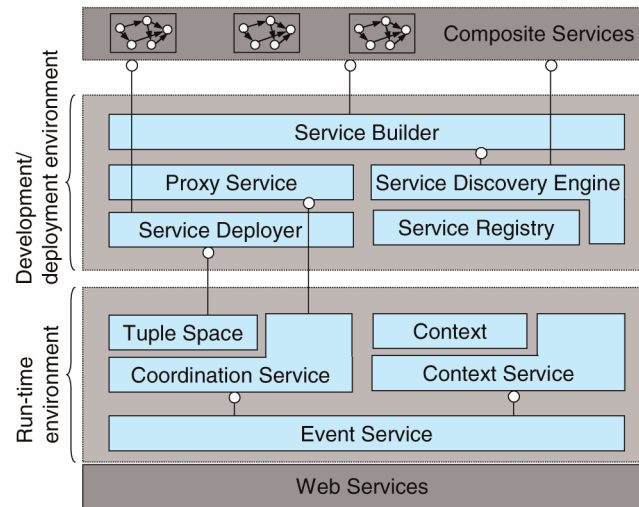 Composite Services
Development/
deployment environment
Service Builder
Proxy Service
Service Discovery Engine
Service Deployer
Service Registry
Run-time
environment
Tuple Space
Context
Coordination Service
Context Service
Event Service
Web Services